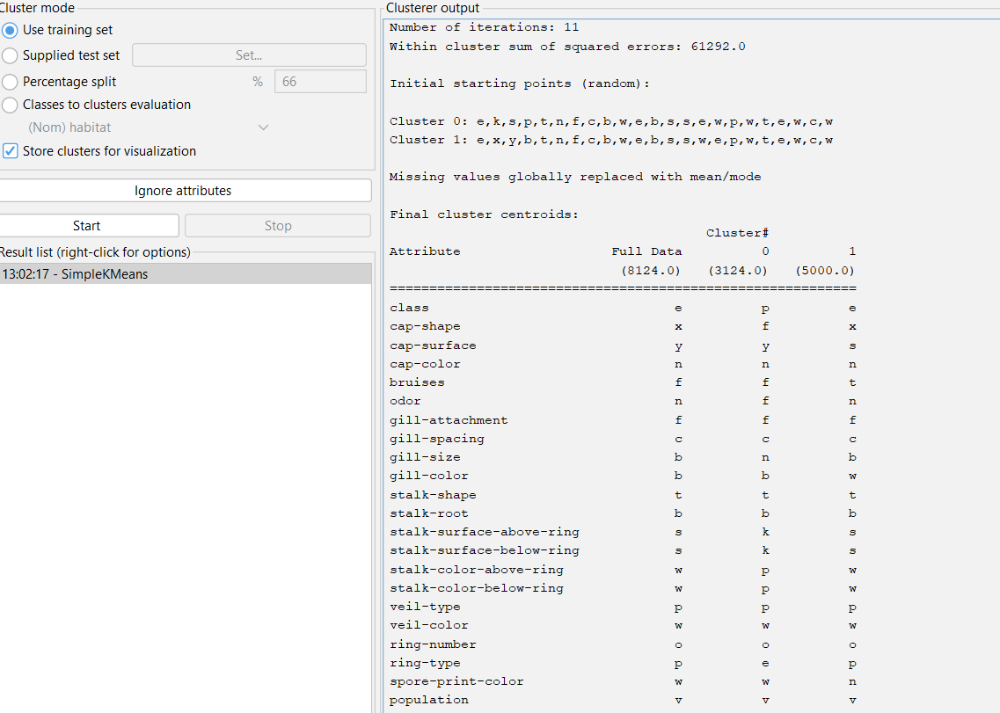 Cluster mode
Use training set
Supplied test set Set...
Percentage split % 66
Classes to clusters evaluation
(Nom) habitat
Store clusters for visualization
Ignore attributes
Start Stop
Result list (right-click for options)
13:02:17 - SimpleKMeans
Clusterer output
Number of iterations: 11
Within cluster sum of squared errors: 61292.0
Initial starting points (random):
Cluster 0: e,k,s,p,t,n,f,c,b,w,e,b,s,s,e,w,p,w,t,e,w,c,w
Cluster 1: e,x,y,b,t,n,f,c,b,w,e,b,s,s,w,e,p,w,t,e,w,c,w
Missing values globally replaced with mean/mode
Final cluster centroids:
Cluster#
Attribute Full Data 0 1
(8124.0) (3124.0) (5000.0)
==========================================================
class e p e
cap-shape x f x
cap-surface y y s
cap-color n n n
bruises f f t
odor n f n
gill-attachment f f f
gill-spacing c c c
gill-size b n b
gill-color b b w
stalk-shape t t t
stalk-root b b b
stalk-surface-above-ring s k s
stalk-surface-below-ring s k s
stalk-color-above-ring w p w
stalk-color-below-ring w p w
veil-type p p p
veil-color w w w
ring-number o o o
ring-type p e p
spore-print-color w w n
population v v v